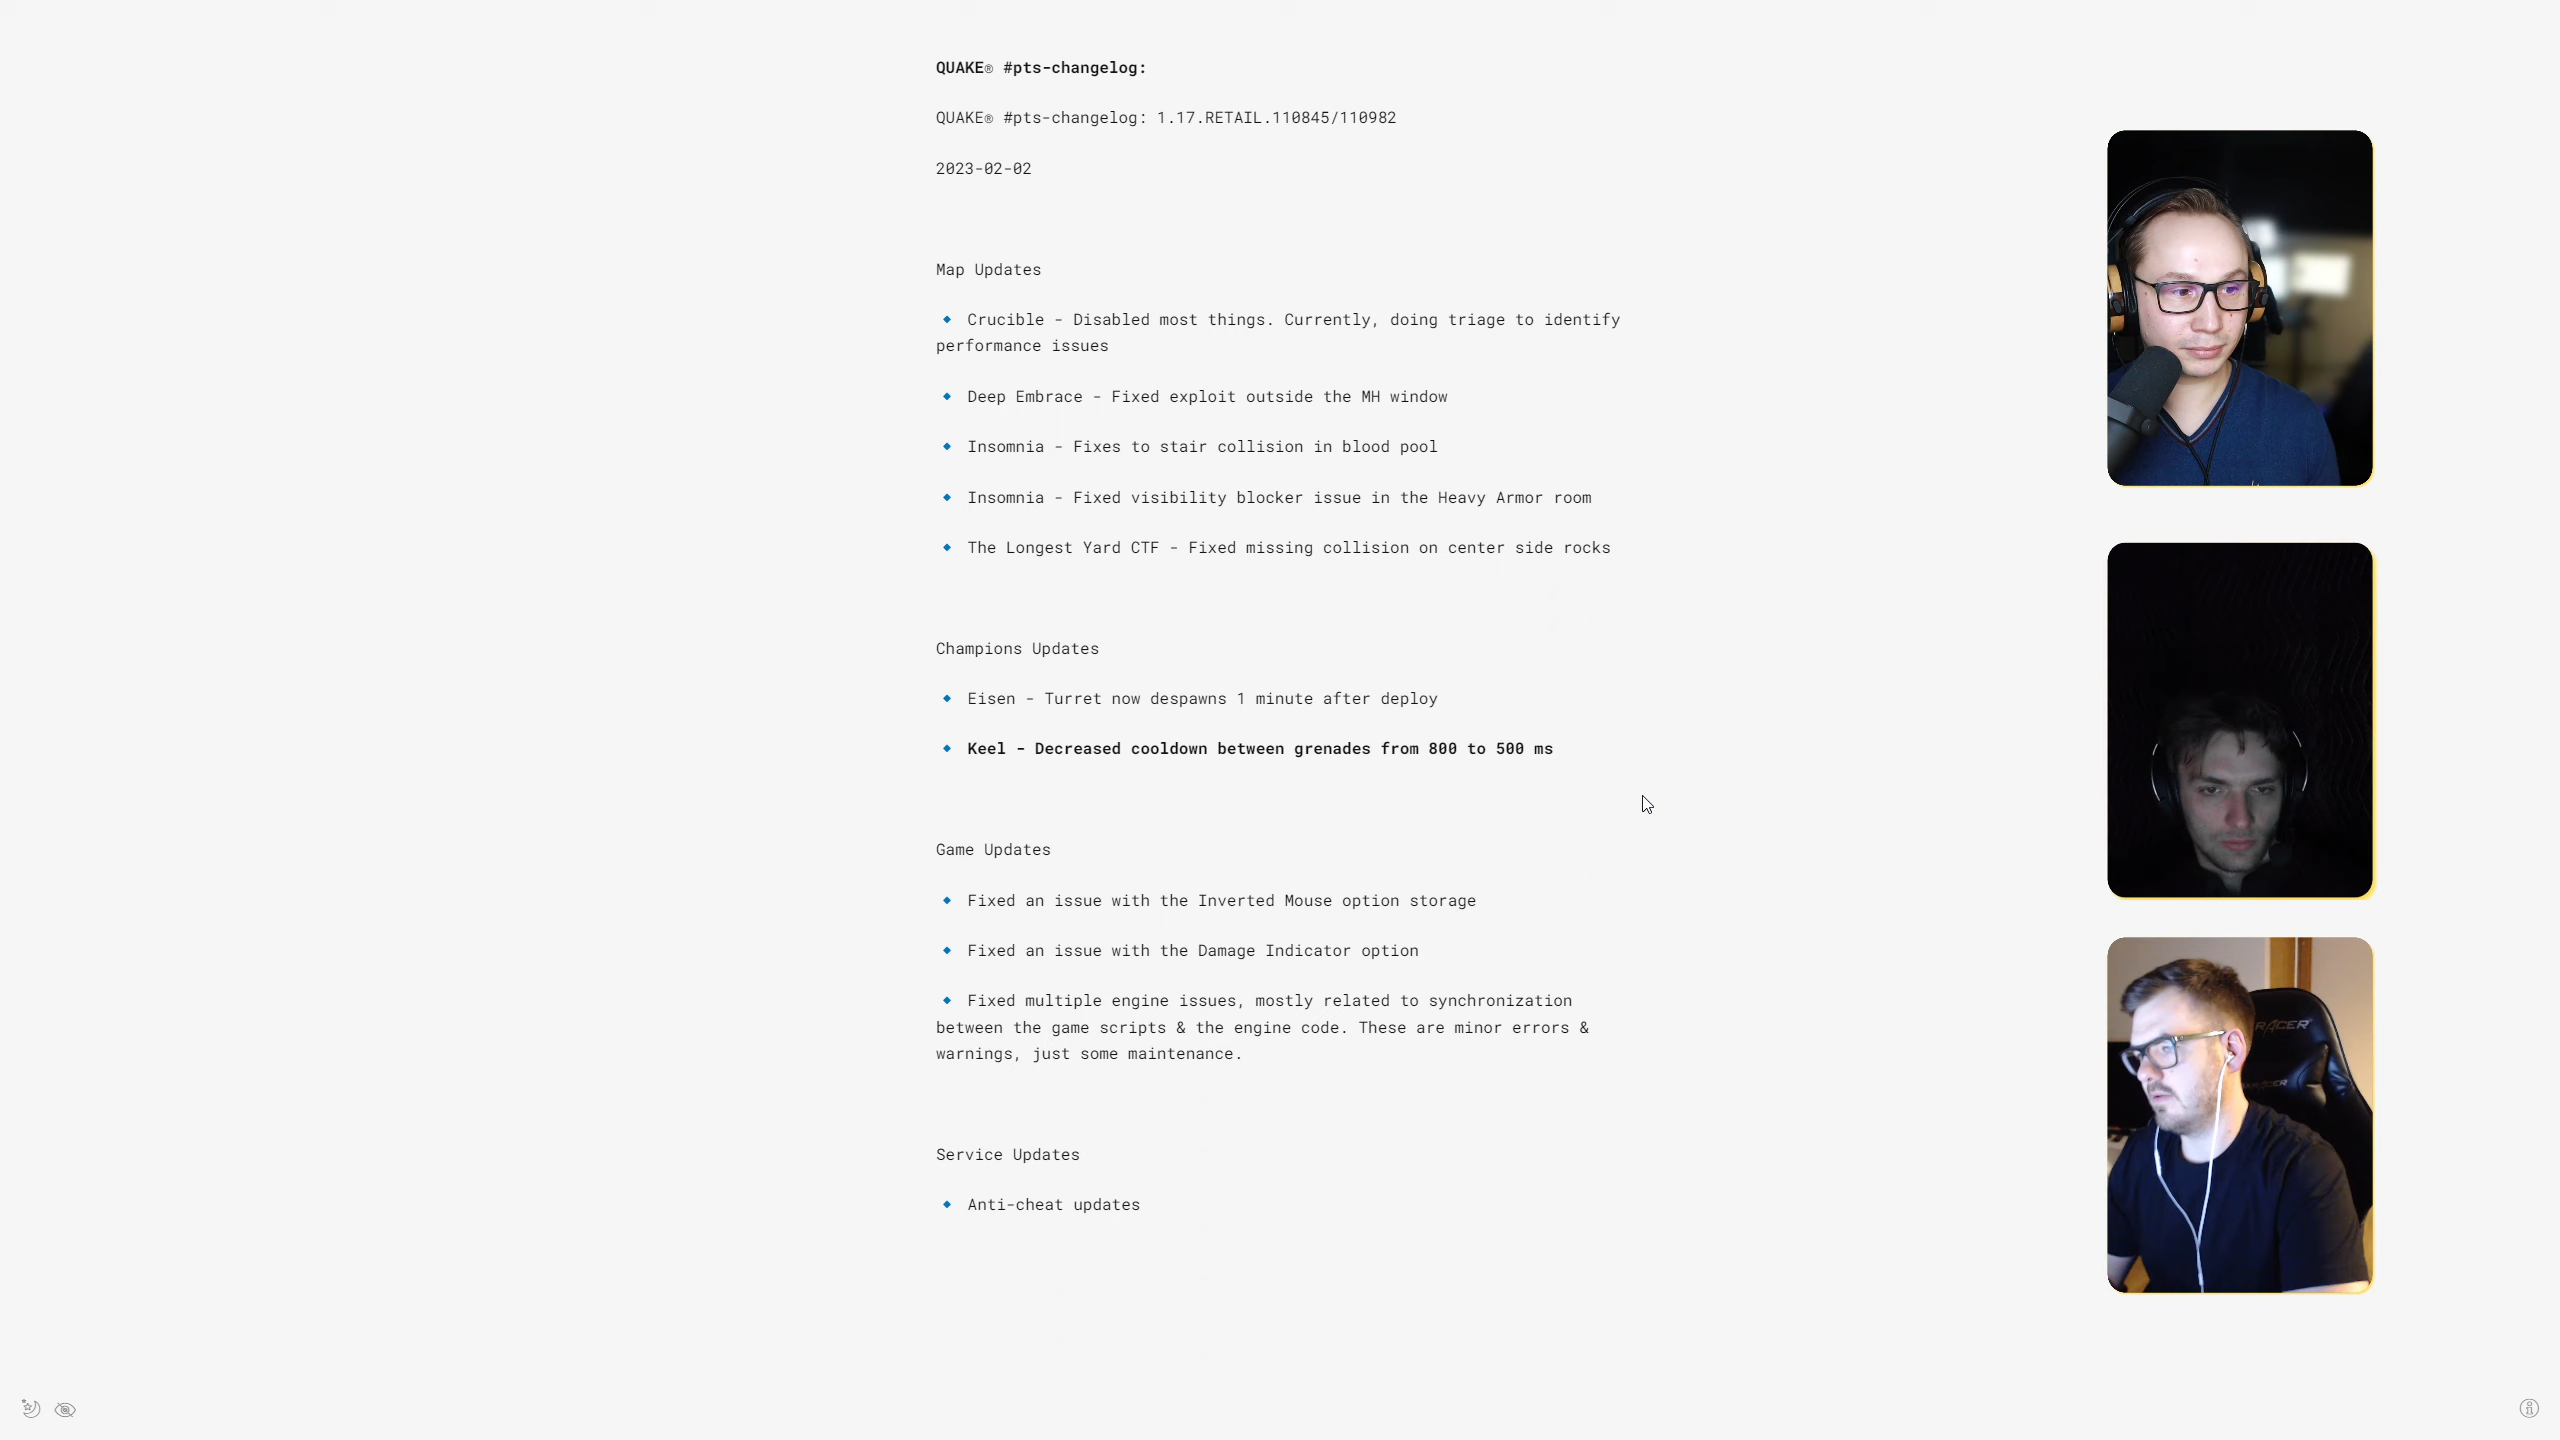 QUAKE® #pts-changelog:
QUAKE® #pts-changelog: 1.17.RETAIL.110845/110982
2023-02-02
Map Updates
🔹 Crucible - Disabled most things. Currently, doing triage to identify
performance issues
🔹 Deep Embrace - Fixed exploit outside the MH window
🔹 Insomnia - Fixes to stair collision in blood pool
🔹 Insomnia - Fixed visibility blocker issue in the Heavy Armor room
🔹 The Longest Yard CTF - Fixed missing collision on center side rocks
Champions Updates
🔹 Eisen - Turret now despawns 1 minute after deploy
🔹 Keel - Decreased cooldown between grenades from 800 to 500 ms
Game Updates
🔹 Fixed an issue with the Inverted Mouse option storage
🔹 Fixed an issue with the Damage Indicator option
🔹 Fixed multiple engine issues, mostly related to synchronization
between the game scripts & the engine code. These are minor errors &
warnings, just some maintenance.
Service Updates
🔹 Anti-cheat updates